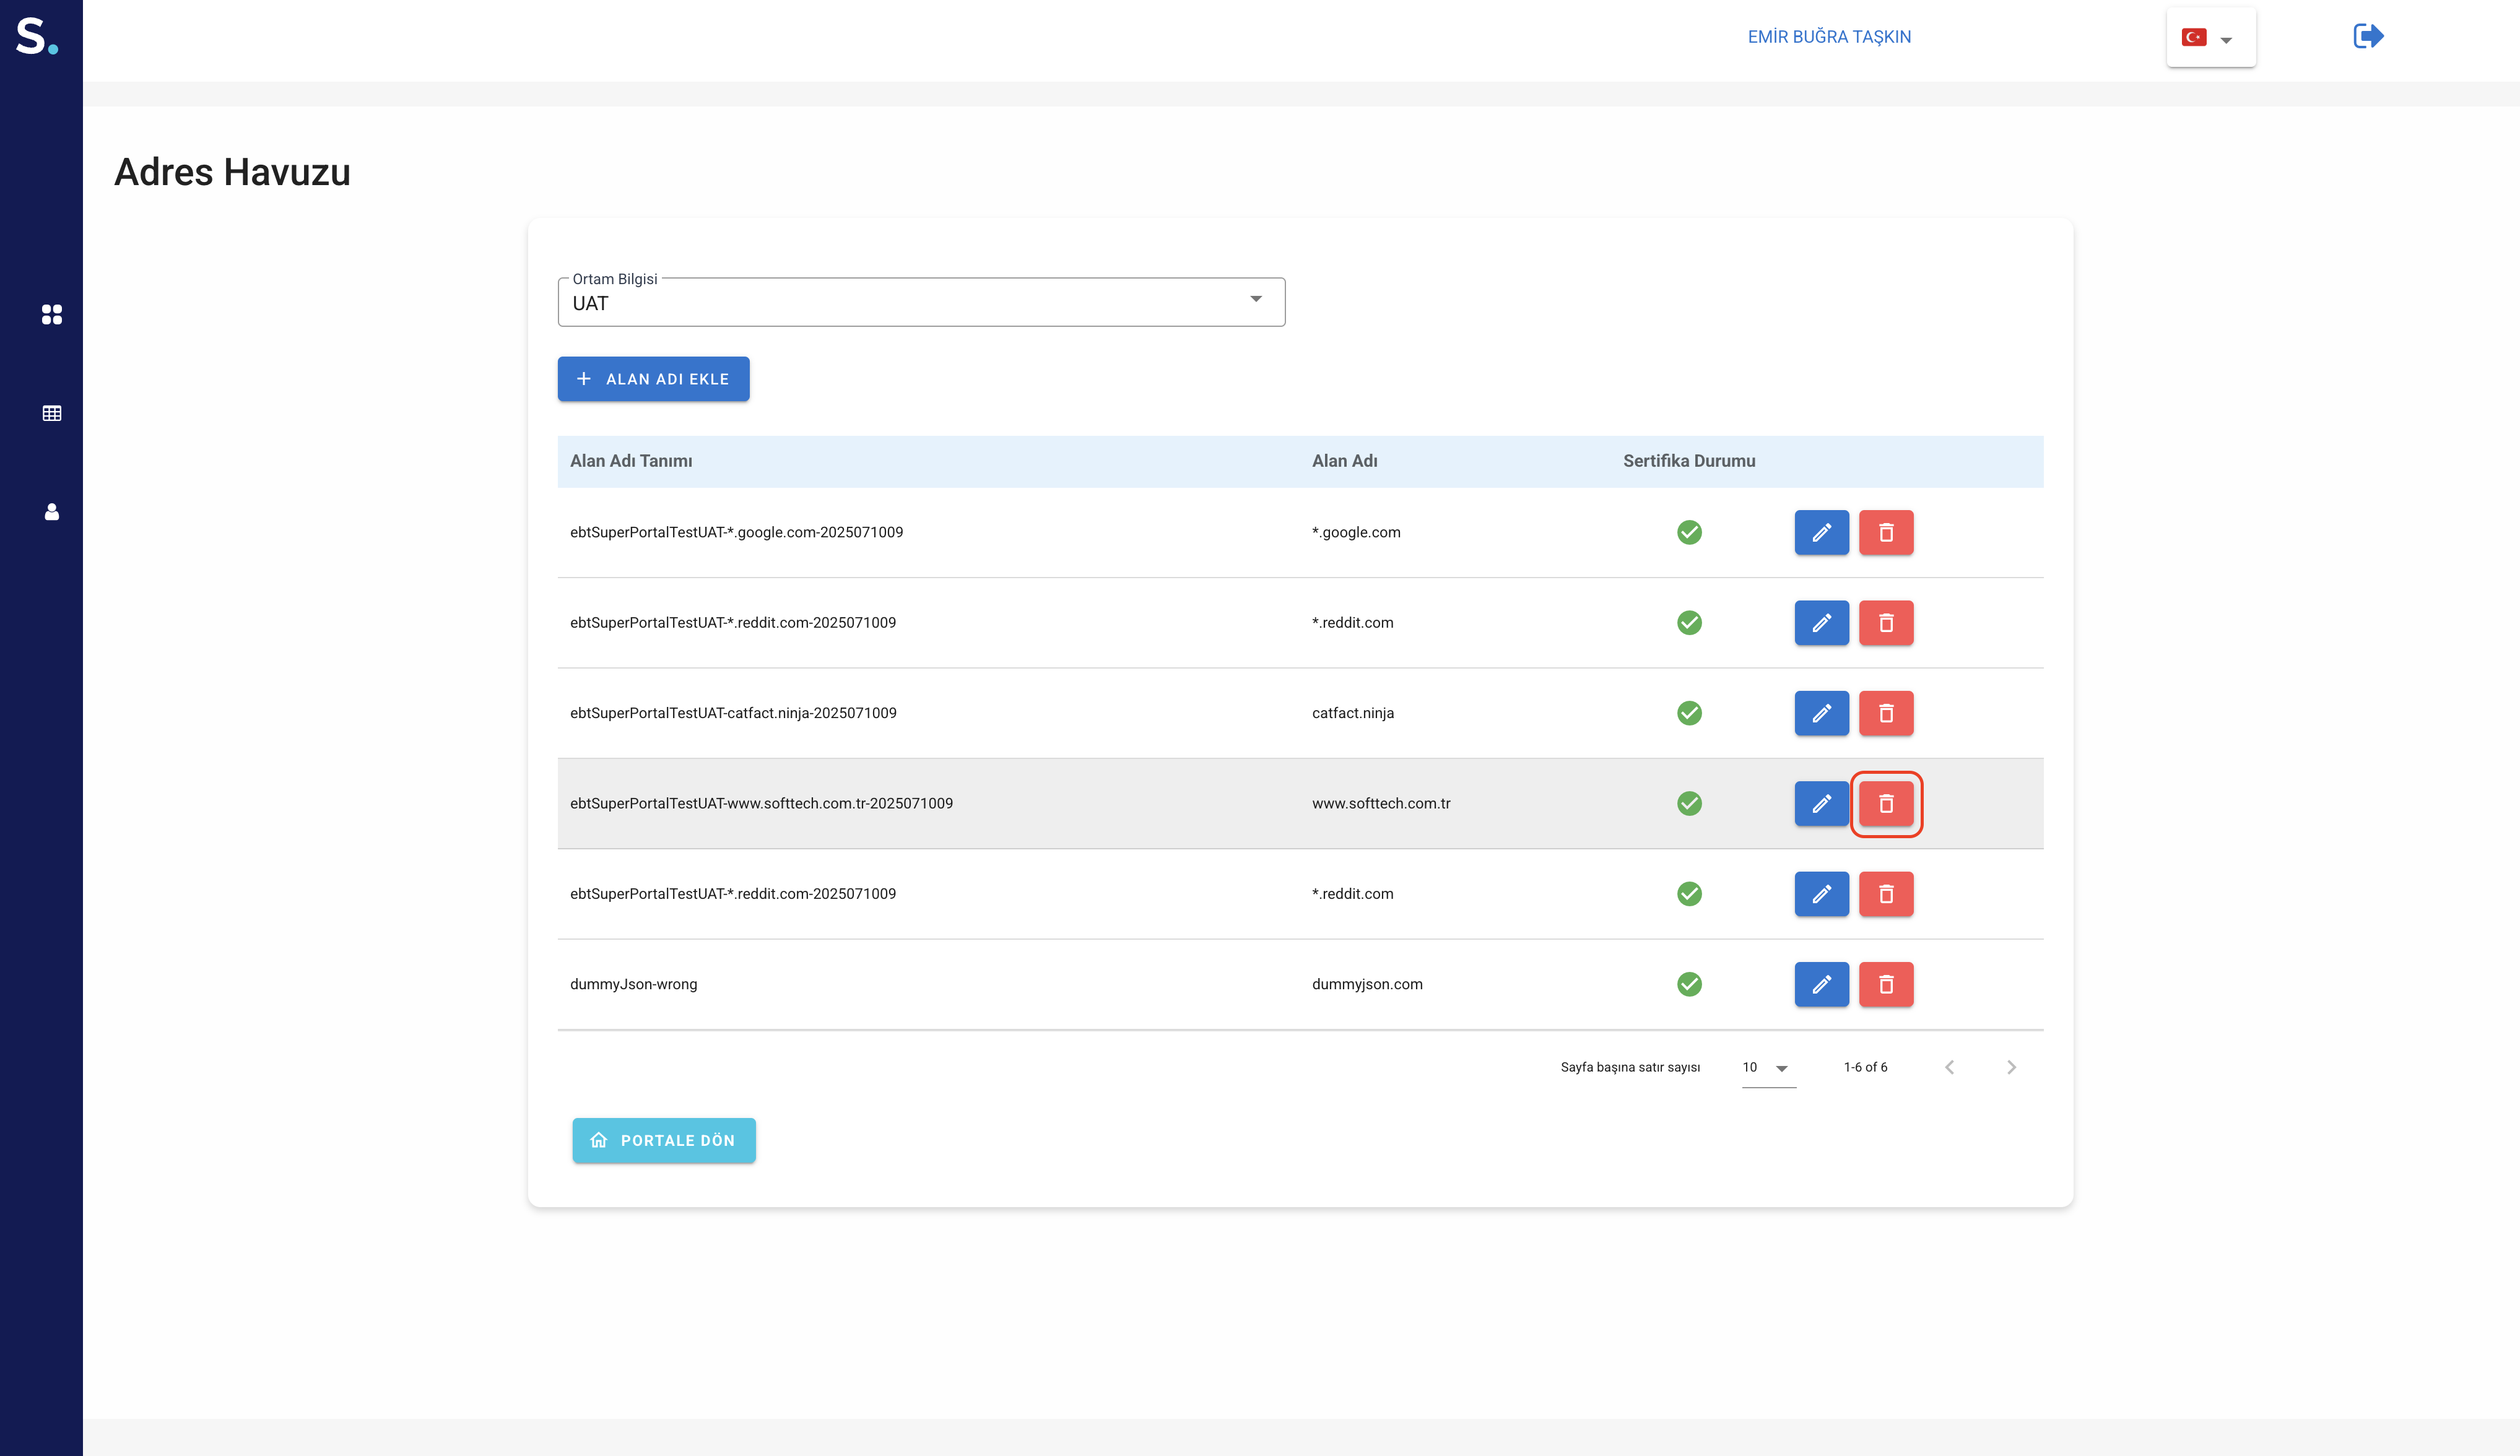 S.
EMİR BUĞRA TAŞKIN
Adres Havuzu
Ortam Bilgisi
UAT
ALAN ADI EKLE
Alan Adı Tanımı Alan Adı Sertifika Durumu
ebtSuperPortalTestUAT-*.google.com-2025071009 *.google.com
ebtSuperPortalTestUAT-*.reddit.com-2025071009 *.reddit.com
ebtSuperPortalTestUAT-catfact.ninja-2025071009 catfact.ninja
ebtSuperPortalTestUAT-www.softtech.com.tr-2025071009 www.softtech.com.tr
ebtSuperPortalTestUAT-*.reddit.com-2025071009 *.reddit.com
dummyJson-wrong dummyjson.com
Sayfa başına satır sayısı 10 1-6 of 6
PORTALE DÖN